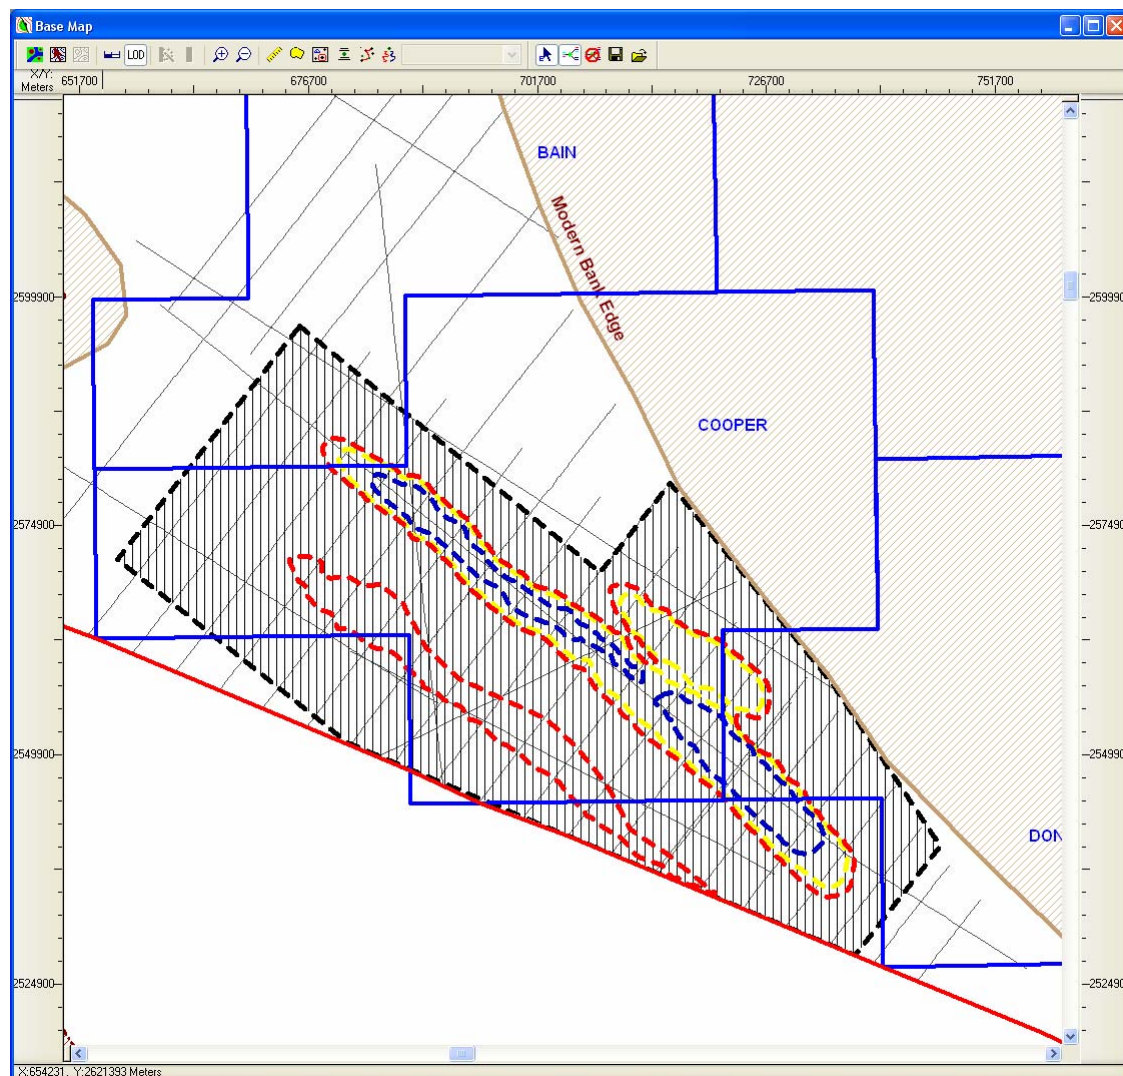 Base Map
LOD
X/Y:
Meters
651700
676700
701700
726700
751700
BAIN
Modern Bank Edge
2599900
259990
COOPER
2574900
257490
2549900
254990
DON
2524900
252490
X:654231, Y:2621393 Meters